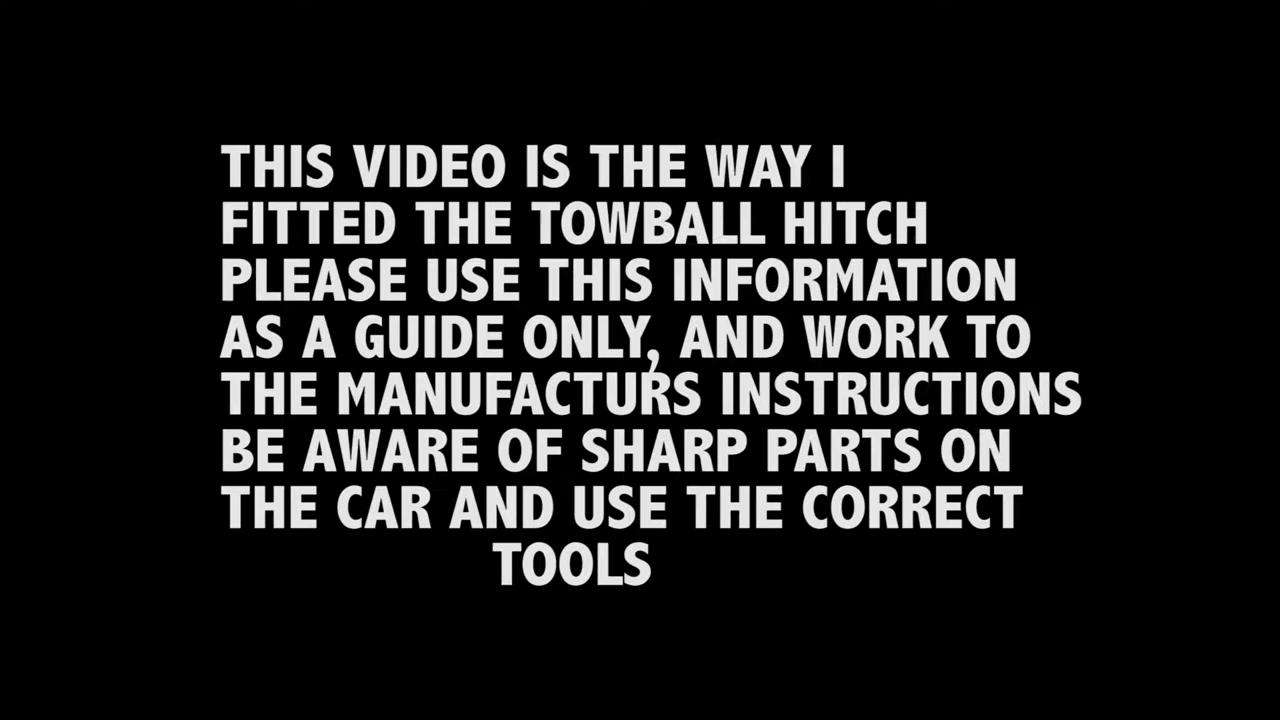 THIS VIDEO IS THE WAY I
FITTED THE TOWBALL HITCH
PLEASE USE THIS INFORMATION
AS A GUIDE ONLY, AND WORK TO
THE MANUFACTURS INSTRUCTIONS
BE AWARE OF SHARP PARTS ON
THE CAR AND USE THE CORRECT
TOOLS